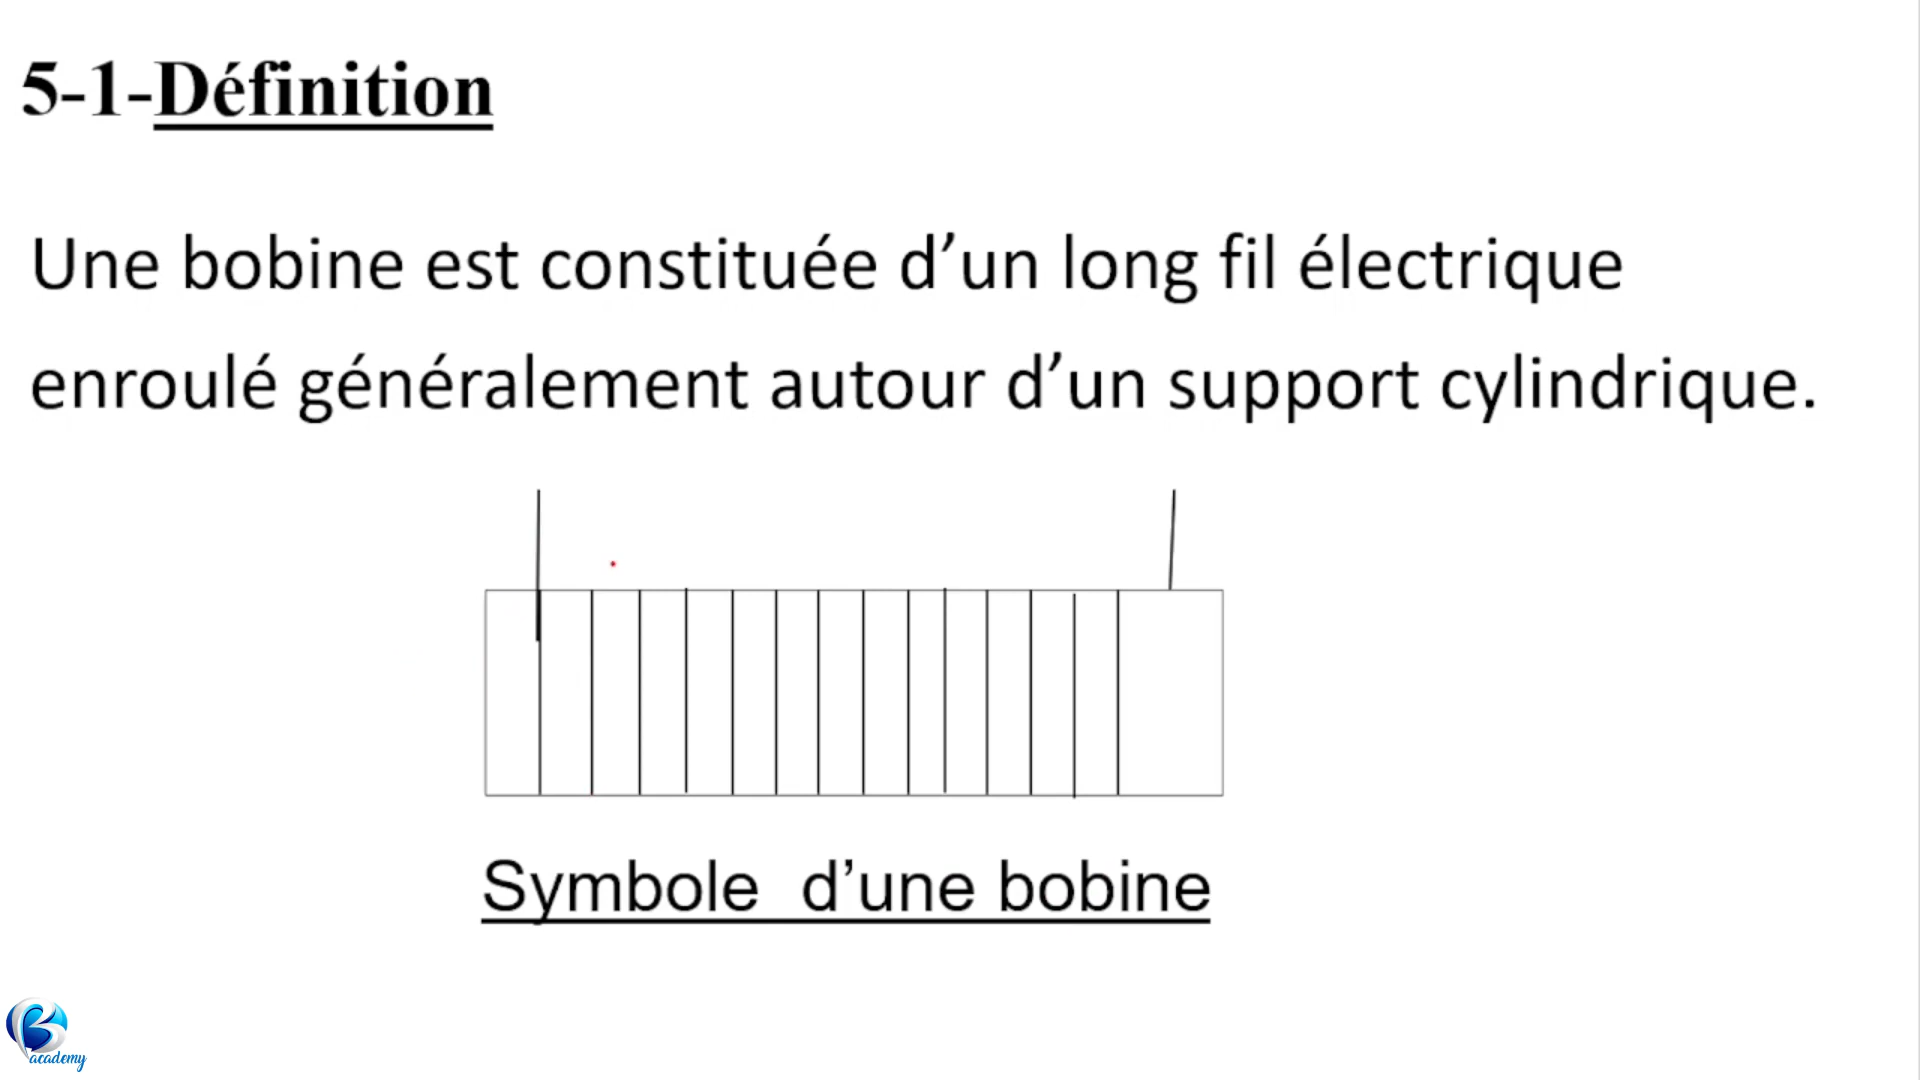 5-1-Définition
Une bobine est constituée d’un long fil électrique
enroulé généralement autour d’un support cylindrique.
Symbole d’une bobine
academy